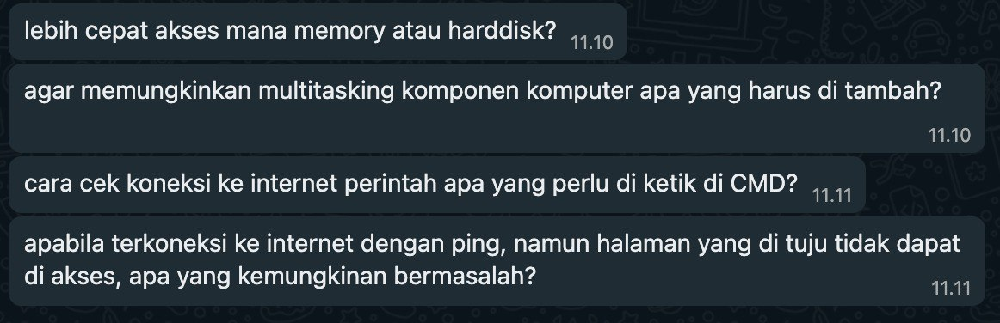 lebih cepat akses mana memory atau harddisk?
11.10
agar memungkinkan multitasking komponen komputer apa yang harus di tambah?
11.10
cara cek koneksi ke internet perintah apa yang perlu di ketik di CMD?
11.11
apabila terkoneksi ke internet dengan ping, namun halaman yang di tuju tidak dapat
di akses, apa yang kemungkinan bermasalah?
11.11